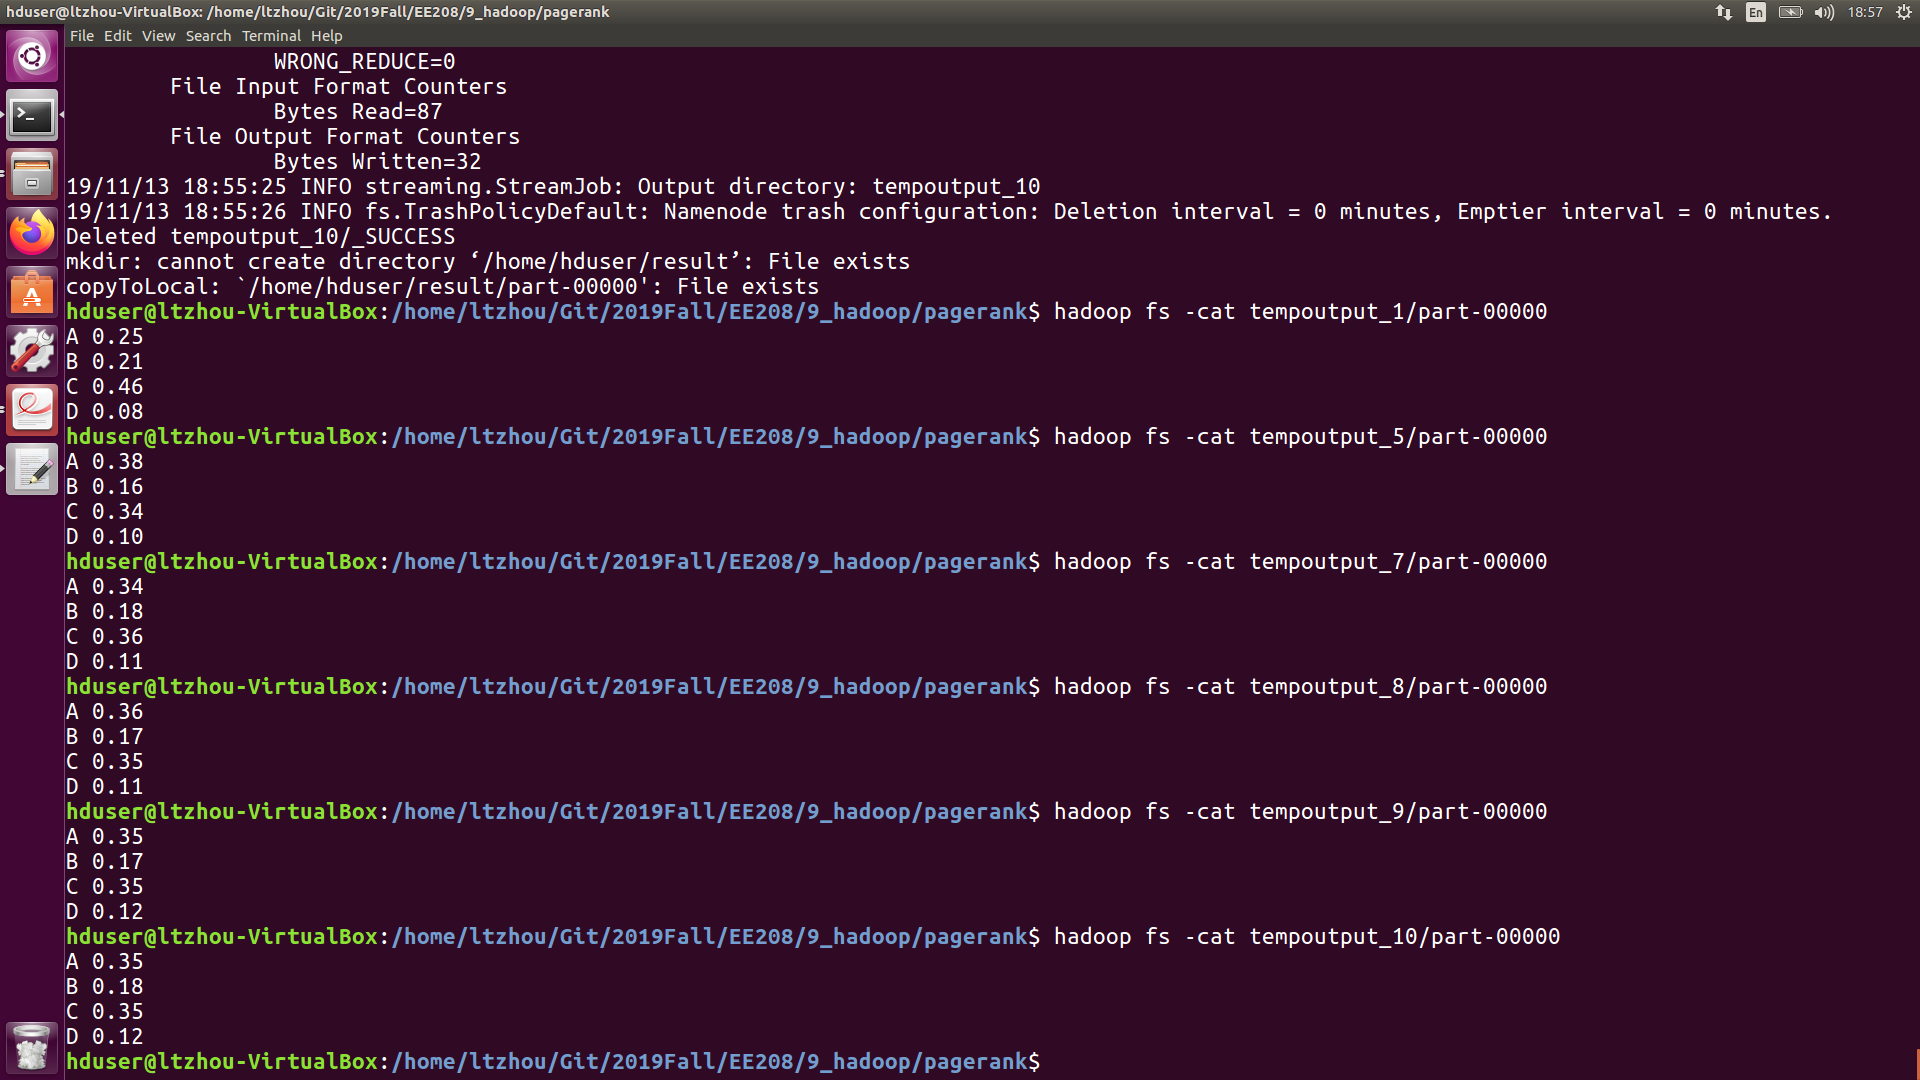 hduser@ltzhou-VirtualBox: /home/ltzhou/Git/2019Fall/EE208/9_hadoop/pagerank
En
18:57
File Edit View Search Terminal Help
WRONG_REDUCE=0
File Input Format Counters
Bytes Read=87
File Output Format Counters
Bytes Written=32
19/11/13 18:55:25 INFO streaming.StreamJob: Output directory: tempoutput_10
19/11/13 18:55:26 INFO fs.TrashPolicyDefault: Namenode trash configuration: Deletion interval = 0 minutes, Emptier interval = 0 minutes.
Deleted tempoutput_10/_SUCCESS
mkdir: cannot create directory ‘/home/hduser/result’: File exists
copyToLocal: `/home/hduser/result/part-00000': File exists
hduser@ltzhou-VirtualBox:/home/ltzhou/Git/2019Fall/EE208/9_hadoop/pagerank$ hadoop fs -cat tempoutput_1/part-00000
A 0.25
B 0.21
C 0.46
D 0.08
hduser@ltzhou-VirtualBox:/home/ltzhou/Git/2019Fall/EE208/9_hadoop/pagerank$ hadoop fs -cat tempoutput_5/part-00000
A 0.38
B 0.16
C 0.34
D 0.10
hduser@ltzhou-VirtualBox:/home/ltzhou/Git/2019Fall/EE208/9_hadoop/pagerank$ hadoop fs -cat tempoutput_7/part-00000
A 0.34
B 0.18
C 0.36
D 0.11
hduser@ltzhou-VirtualBox:/home/ltzhou/Git/2019Fall/EE208/9_hadoop/pagerank$ hadoop fs -cat tempoutput_8/part-00000
A 0.36
B 0.17
C 0.35
D 0.11
hduser@ltzhou-VirtualBox:/home/ltzhou/Git/2019Fall/EE208/9_hadoop/pagerank$ hadoop fs -cat tempoutput_9/part-00000
A 0.35
B 0.17
C 0.35
D 0.12
hduser@ltzhou-VirtualBox:/home/ltzhou/Git/2019Fall/EE208/9_hadoop/pagerank$ hadoop fs -cat tempoutput_10/part-00000
A 0.35
B 0.18
C 0.35
D 0.12
hduser@ltzhou-VirtualBox:/home/ltzhou/Git/2019Fall/EE208/9_hadoop/pagerank$